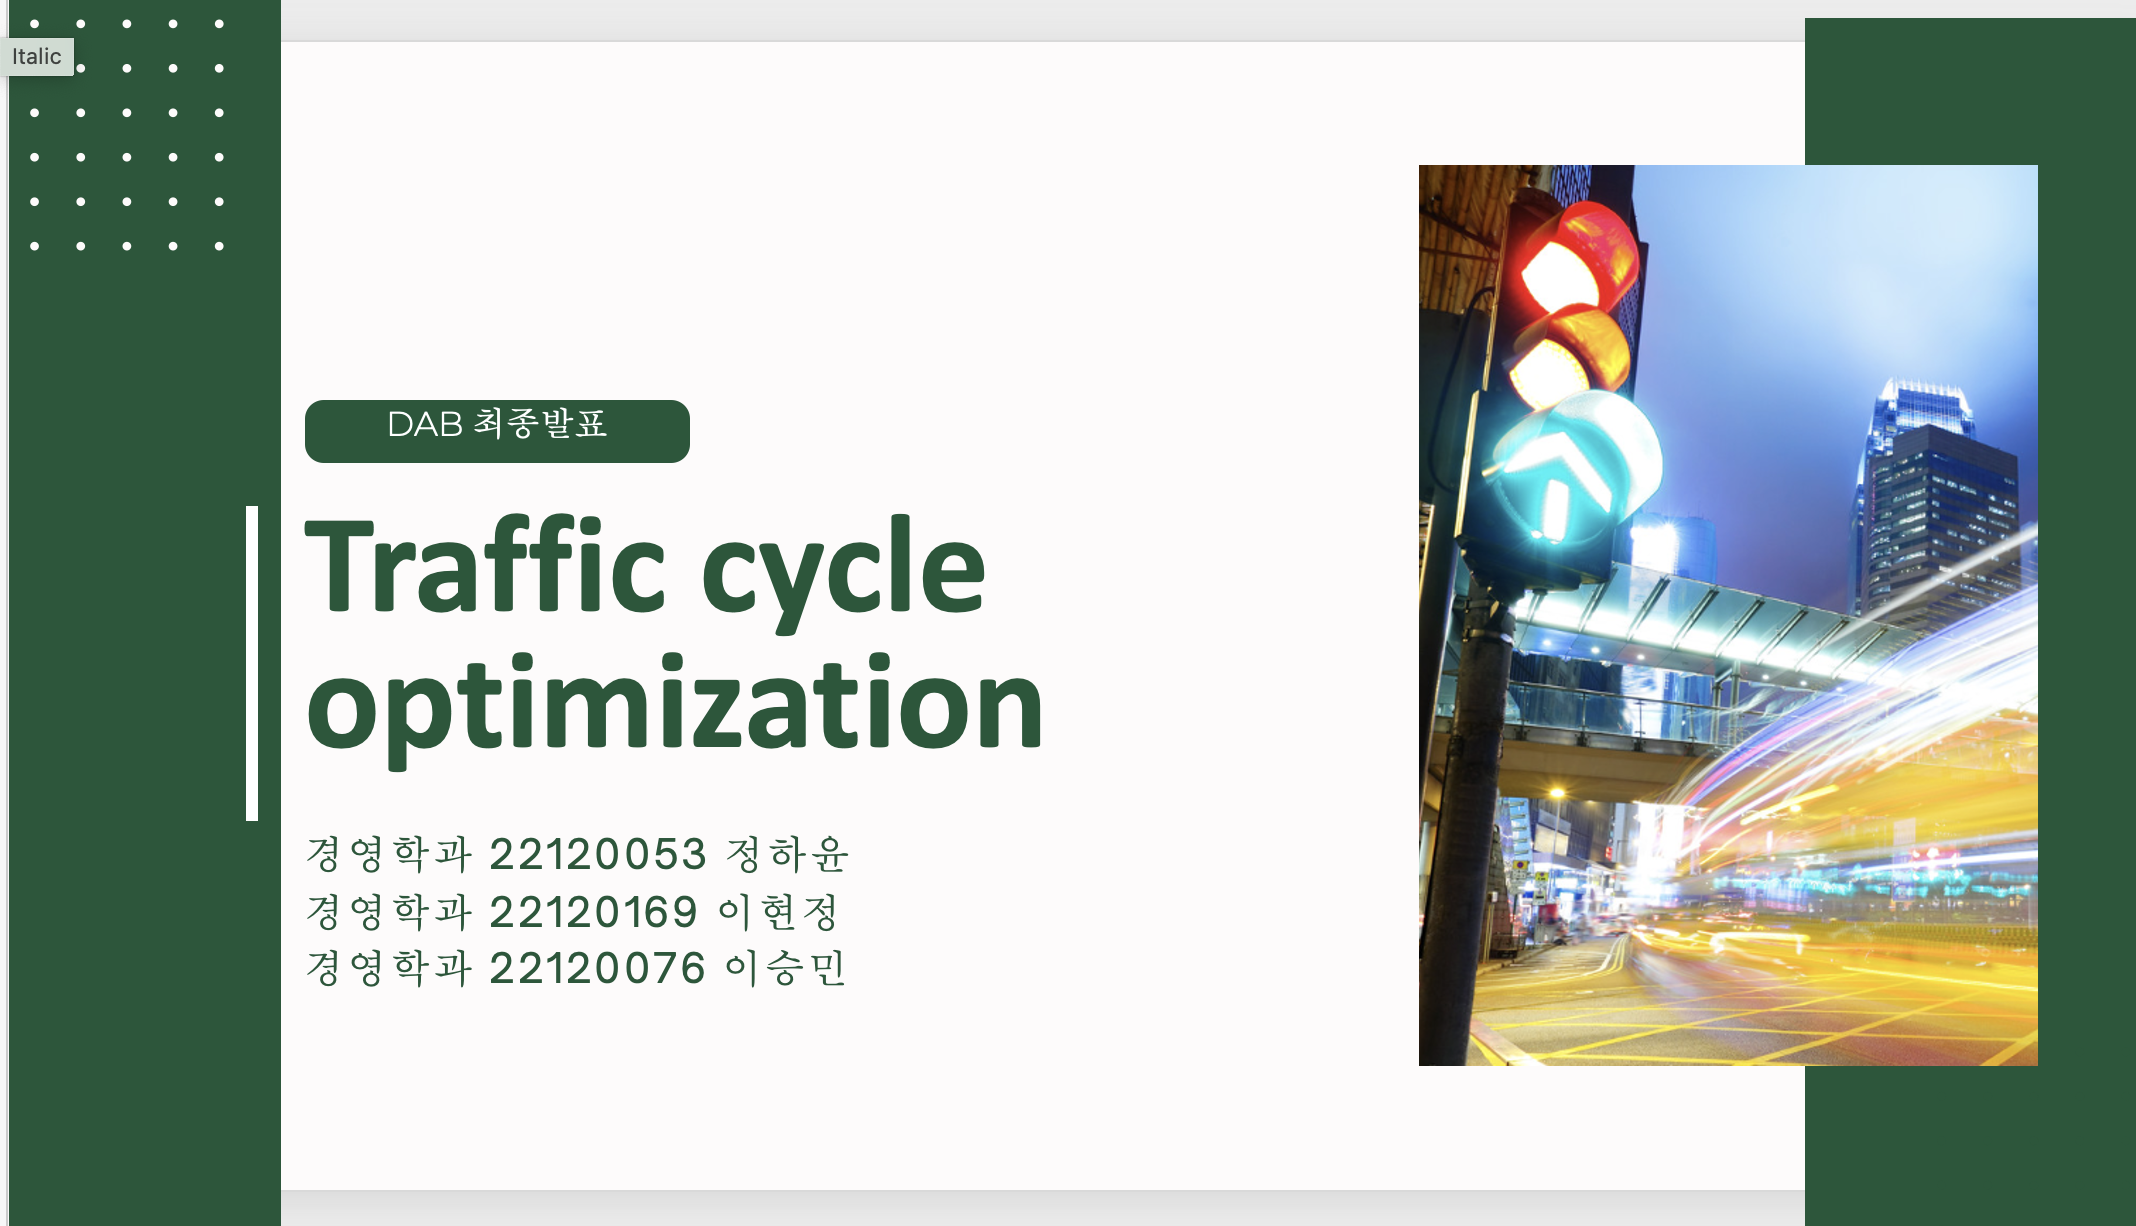 Italic
DAB 최종발표
Traffic cycle
optimization
경영학과 22120053 정하윤
경영학과 22120169 이현정
경영학과 22120076 이승민